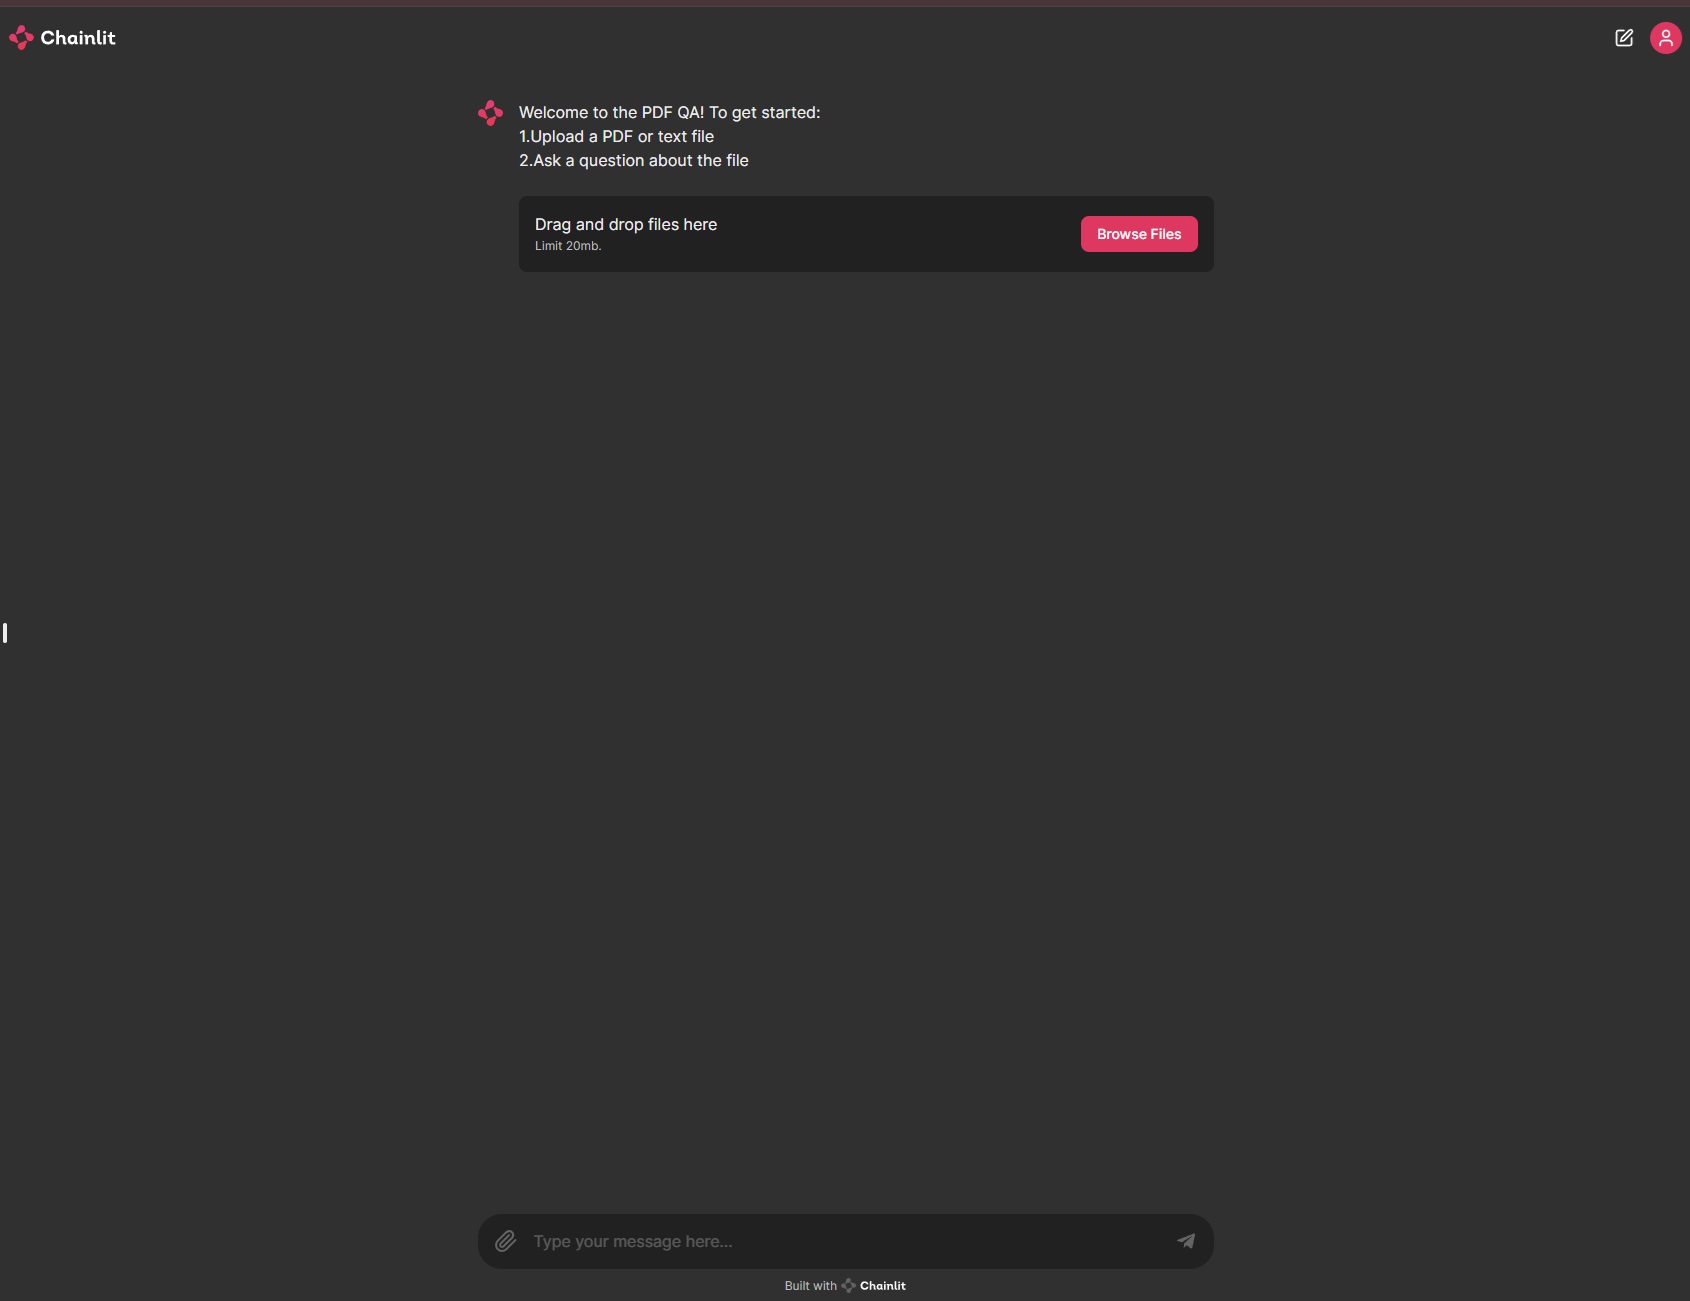 Chainlit
Welcome to the PDF QA! To get started:
1.Upload a PDF or text file
2.Ask a question about the file
Drag and drop files here
Limit 20mb.
Browse Files
Type your message here...
Built with Chainlit